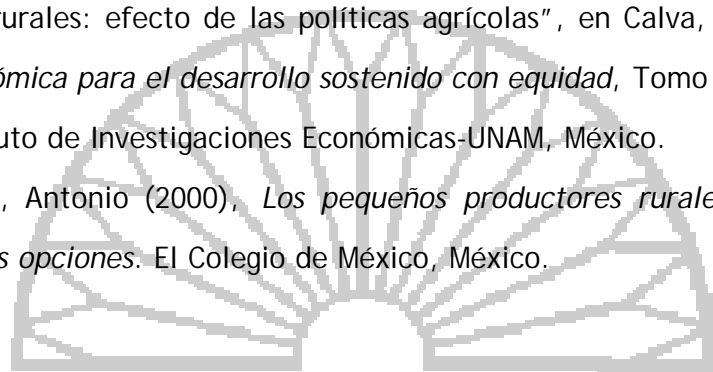 rurales: efecto de las políticas agrícolas”, en Calva,
ómica para el desarrollo sostenido con equidad, Tomo
uto de Investigaciones Económicas-UNAM, México.
, Antonio (2000), Los pequeños productores rurale
s opciones. El Colegio de México, México.